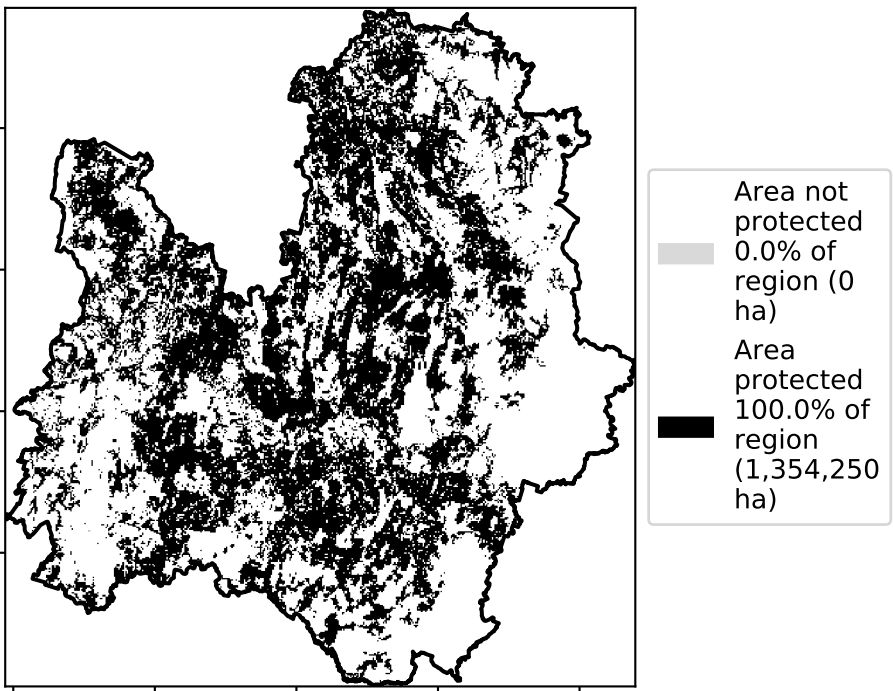 Area not
protected
0.0% of
region (0
ha)
Area
protected
100.0% of
region
(1,354,250
ha)